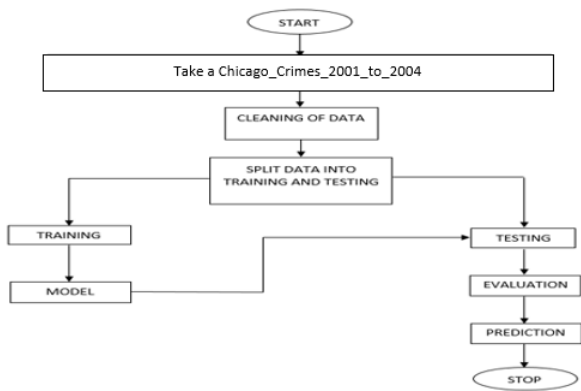 START
Take a Chicago_Crimes_2001_to_2004
CLEANING OF DATA
SPLIT DATA INTO
TRAINING AND TESTING
TRAINING
TESTING
MODEL
EVALUATION
PREDICTION
STOP